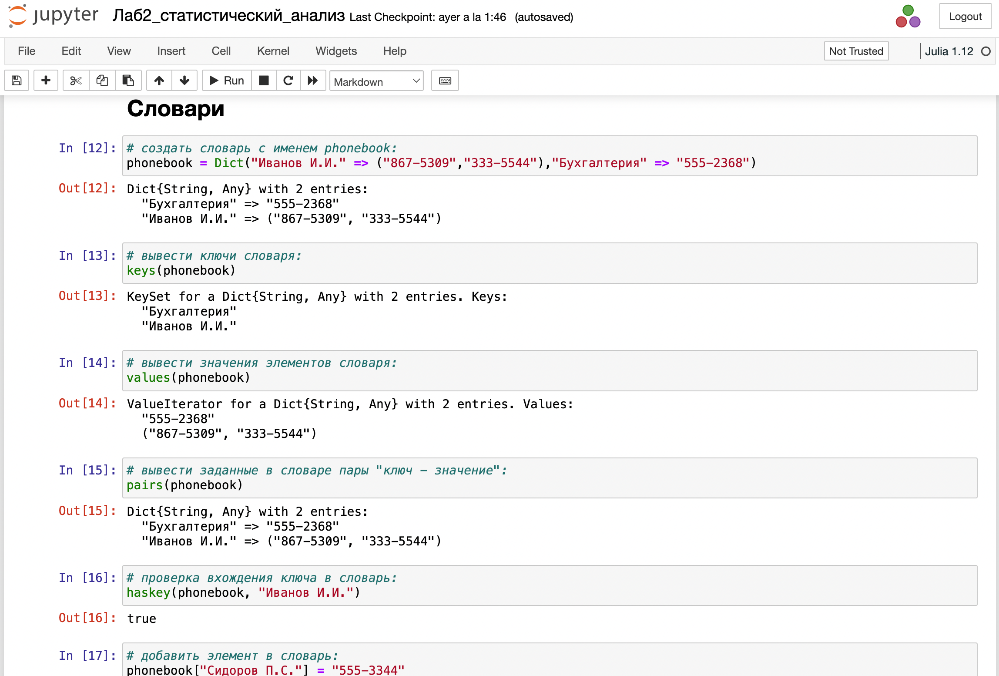 jupyter Лаб2_статистический_анализ Last Checkpoint: ayer a la 1:46 (autosaved) Logout
File Edit View Insert Cell Kernel Widgets Help Not Trusted Julia 1.12
Run Markdown
Словари
In [12]: # создать словарь с именем phonebook:
phonebook = Dict("Иванов И.И." => ("867-5309","333-5544"),"Бухгалтерия" => "555-2368")
Out[12]: Dict{String, Any} with 2 entries:
"Бухгалтерия" => "555-2368"
"Иванов И.И." => ("867-5309", "333-5544")
In [13]: # вывести ключи словаря:
keys(phonebook)
Out[13]: KeySet for a Dict{String, Any} with 2 entries. Keys:
"Бухгалтерия"
"Иванов И.И."
In [14]: # вывести значения элементов словаря:
values(phonebook)
Out[14]: ValueIterator for a Dict{String, Any} with 2 entries. Values:
"555-2368"
("867-5309", "333-5544")
In [15]: # вывести заданные в словаре пары "ключ - значение":
pairs(phonebook)
Out[15]: Dict{String, Any} with 2 entries:
"Бухгалтерия" => "555-2368"
"Иванов И.И." => ("867-5309", "333-5544")
In [16]: # проверка вхождения ключа в словарь:
haskey(phonebook, "Иванов И.И.")
Out[16]: true
In [17]: # добавить элемент в словарь:
phonebook["Сидоров П.С."] = "555-3344"